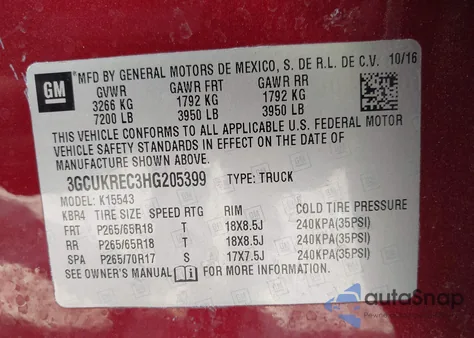 GM
MFD BY GENERAL MOTORS DE MEXICO, S. DE R.L. DE C.V. 10/16
GVWR GAWR FRT GAWR RR
3266 KG 1792 KG 1792 KG
7200 LB 3950 LB 3950 LB
THIS VEHICLE CONFORMS TO ALL APPLICABLE U.S. FEDERAL MOTOR
VEHICLE SAFETY STANDARDS IN EFFECT ON THE DATE OF
MANUFACTURE SHOWN ABOVE.
3GCUKREC3HG205399 TYPE: TRUCK
MODEL: K15543
KBR4 TIRE SIZE SPEED RTG RIM COLD TIRE PRESSURE
FRT P265/65R18 T 18X8.5J 240KPA(35PSI)
RR P265/65R18 T 18X8.5J 240KPA(35PSI)
SPA P265/70R17 S 17X7.5J 240KPA(35PSI)
SEE OWNER'S MANUAL i FOR MORE INFORMATION.
autoSnap